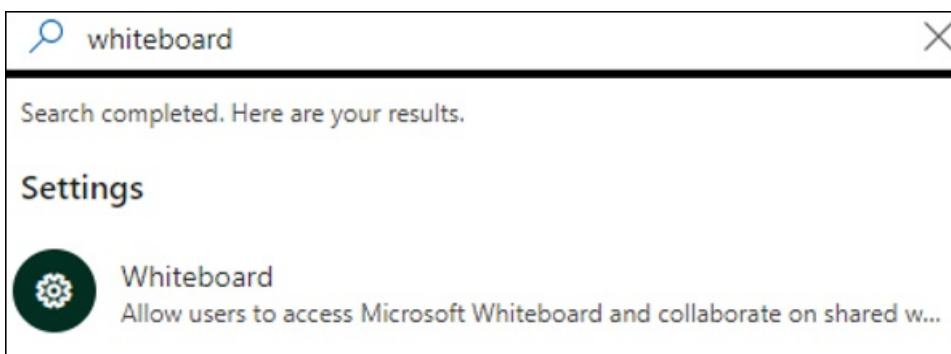 whiteboard
Search completed. Here are your results.
Settings
Whiteboard
Allow users to access Microsoft Whiteboard and collaborate on shared w...